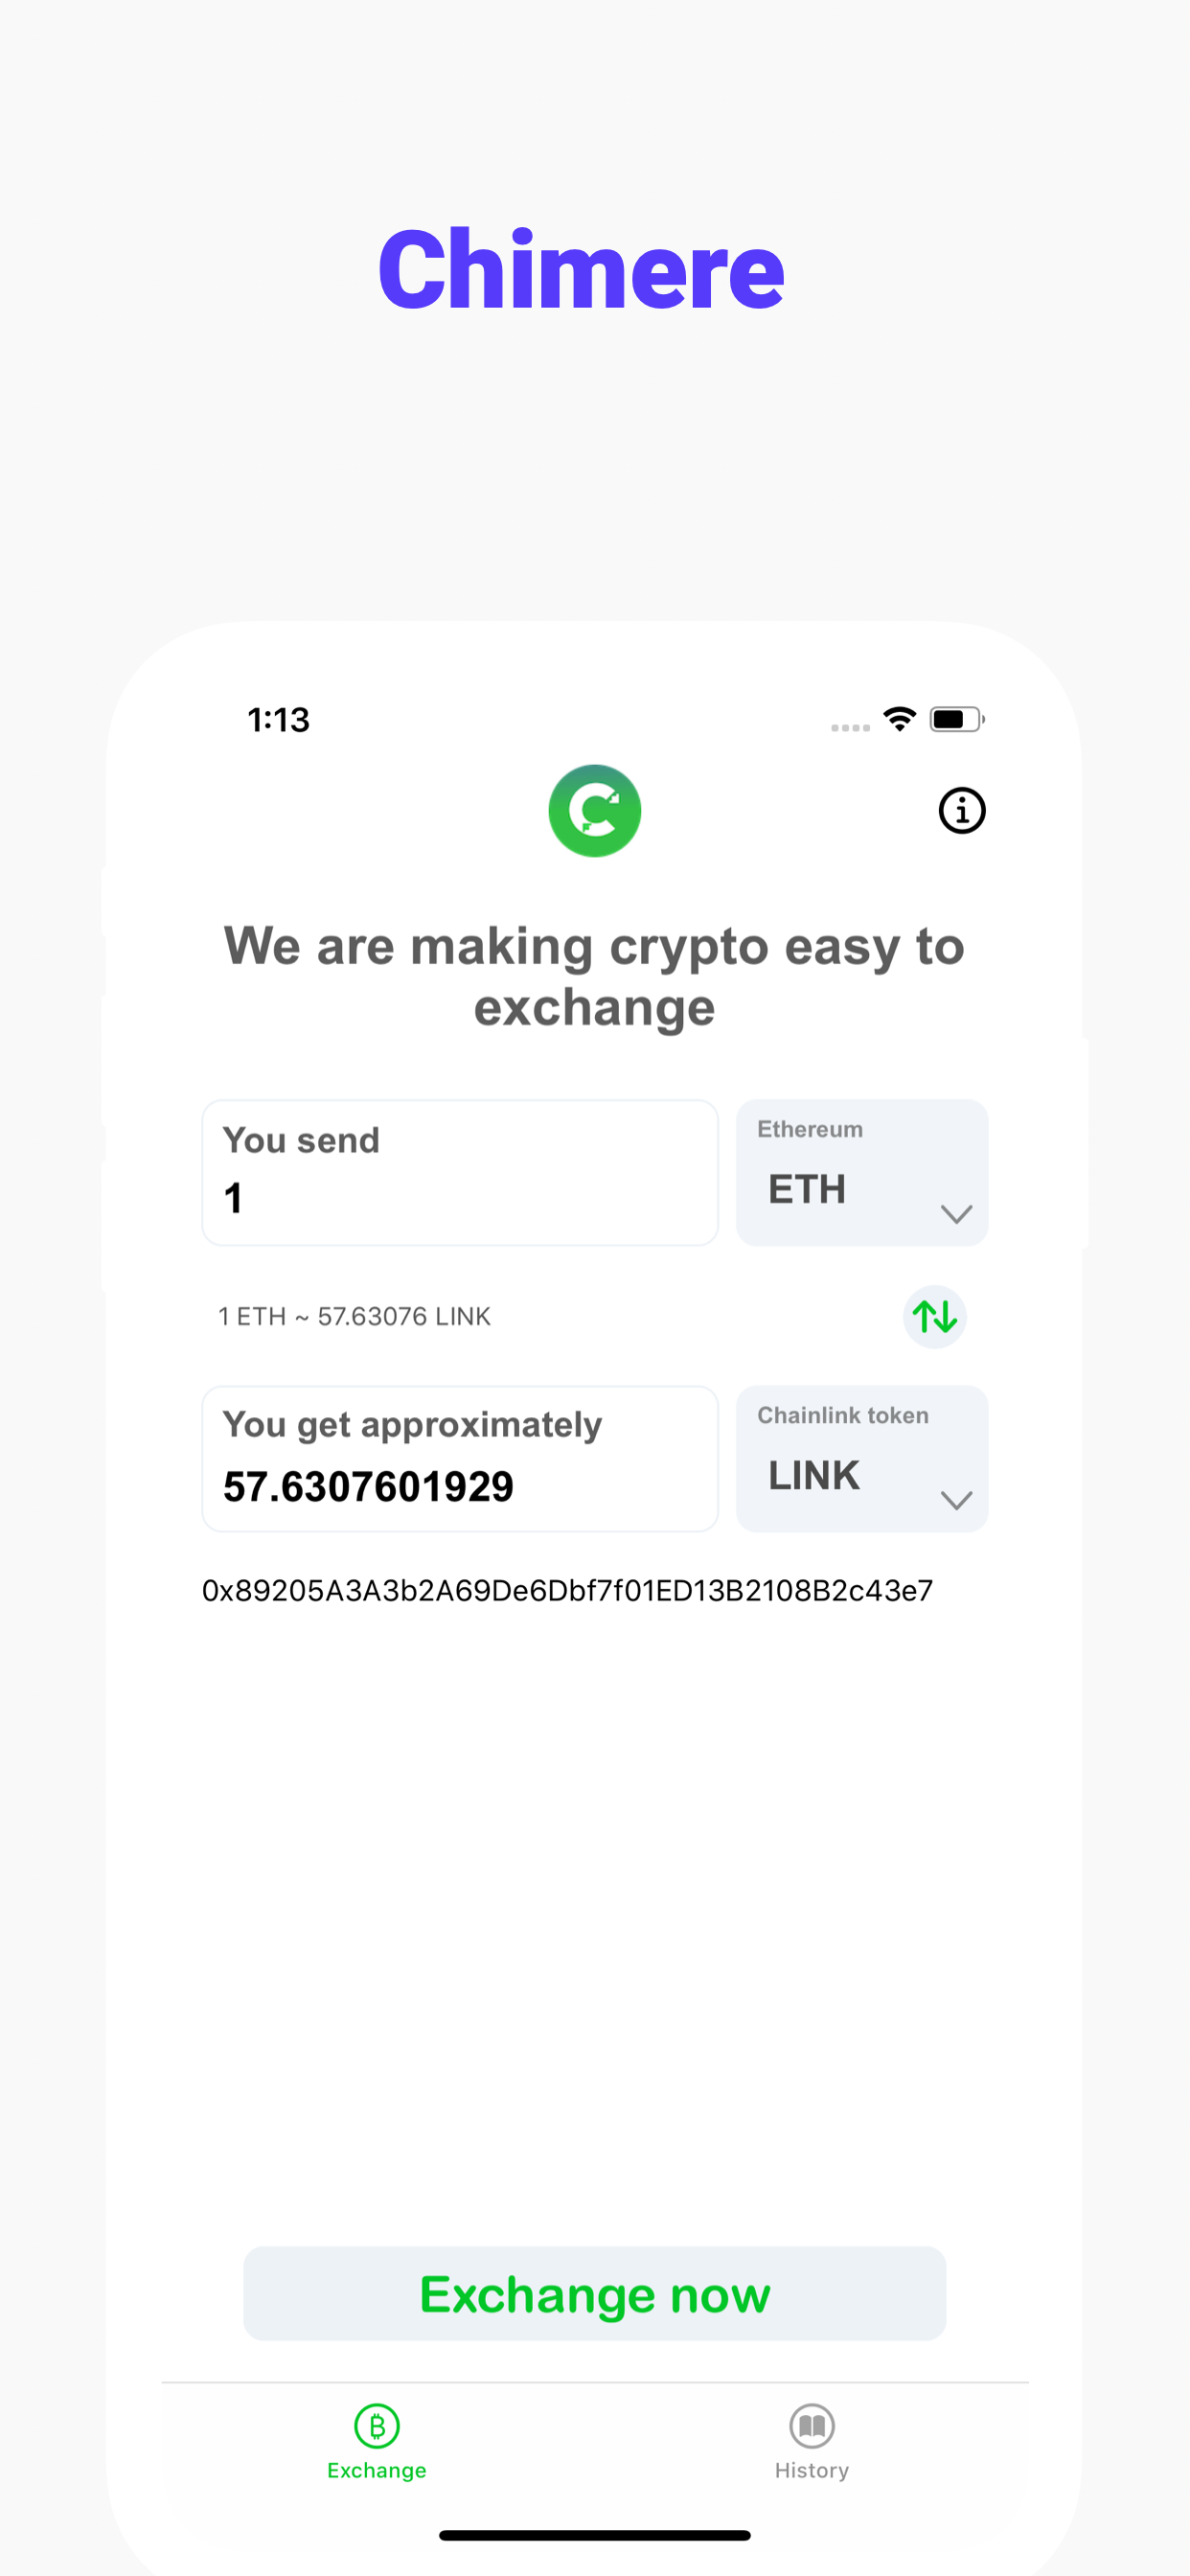 Chimere
1:13
We are making crypto easy to
exchange
You send
1
Ethereum
ETH
1 ETH ~ 57.63076 LINK
You get approximately
57.6307601929
Chainlink token
LINK
0x89205A3A3b2A69De6Dbf7f01ED13B2108B2c43e7
Exchange now
Exchange
History